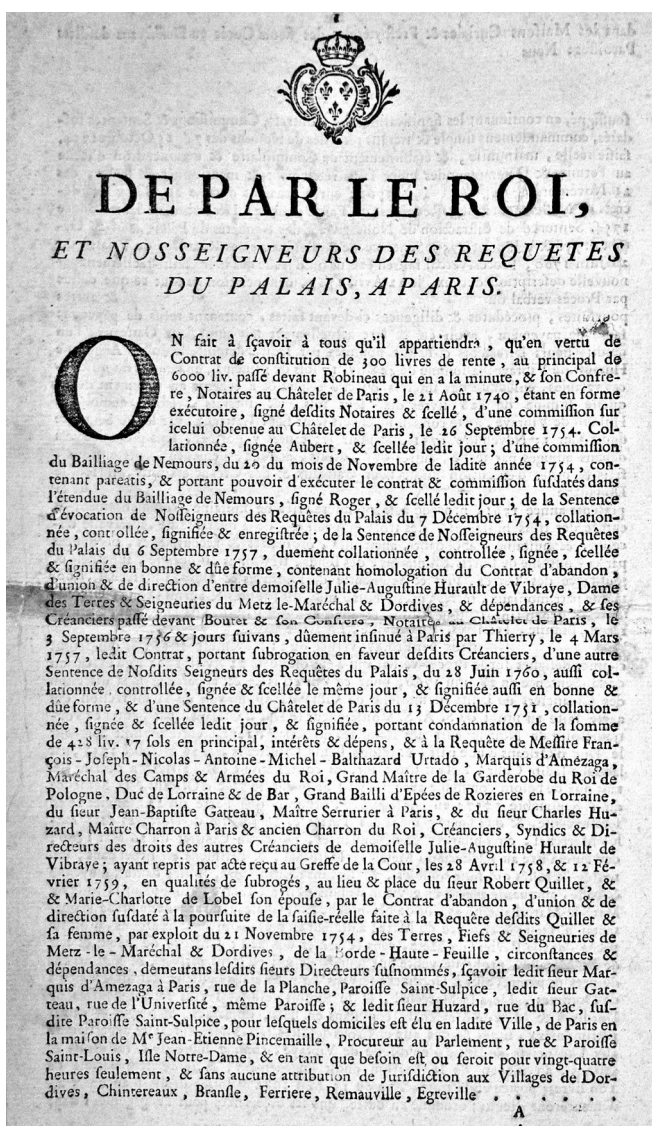 DE PAR LE ROI,
ET NOSSEIGNEURS DES REQUETES
DU PALAIS, A PARIS.
ON fait à sçavoir à tous qu'il appartiendra, qu'en vertu de
Contrat de conſtitution de 300 livres de rente, au principal de
6000 liv. paſſé devant Robineau qui en a la minute, & ſon Confre-
re, Notaires au Châtelet de Paris, le 21 Août 1740, étant en forme
exécutoire, ſigné deſdits Notaires & ſcellé, d'une commiſſion ſur
icelui obtenue au Châtelet de Paris, le 26 Septembre 1754. Col-
lationnée, ſignée Aubert, & ſcellée ledit jour; d'une commiſſion
du Bailliage de Nemours, du 20 du mois de Novembre de ladite année 1754, con-
tenant pareatis, & portant pouvoir d'exécuter le contrat & commiſſion ſuſdatés dans
l'étendue du Bailliage de Nemours, ſigné Roger, & ſcellé ledit jour; de la Sentence
d'évocation de Noſſeigneurs des Requêtes du Palais du 7 Décembre 1754, collation-
née, controllée, ſignifiée & enregiſtrée; de la Sentence de Noſſeigneurs des Requêtes
du Palais du 6 Septembre 1757, duement collationnée, controllée, ſignée, ſcellée
& ſignifiée en bonne & dûe forme, contenant homologation du Contrat d'abandon,
d'union & de direction d'entre demoiſelle Julie-Auguſtine Hurault de Vibraye, Dame
des Terres & Seigneuries du Metz le-Maréchal & Dordives, & dépendances, & ſes
Créanciers paſſé devant Boutet & ſon Confrere, Notaires au Châtelet de Paris, le
3 Septembre 1756 & jours ſuivans, dûement inſinué à Paris par Thierry, le 4 Mars
1757, ledit Contrat, portant ſubrogation en faveur deſdits Créanciers, d'une autre
Sentence de Noſdits Seigneurs des Requêtes du Palais, du 28 Juin 1760, auſſi col-
lationnée, controllée, ſignée & ſcellée le même jour, & ſignifiée auſſi en bonne &
dûe forme, & d'une Sentence du Châtelet de Paris du 13 Décembre 1751, collation-
née, ſignée & ſcellée ledit jour, & ſignifié, portant condamnation de la ſomme
de 428 liv. 17 ſols en principal, intérêts & dépens, & à la Requête de Meſſire Fran-
çois-Joſeph-Nicolas-Antoine-Michel-Balthazard Urtado, Marquis d'Amézaga,
Maréchal des Camps & Armées du Roi, Grand Maître de la Garderobe du Roi de
Pologne, Duc de Lorraine & de Bar, Grand Bailli d'Epées de Rozieres en Lorraine,
du ſieur Jean-Baptiſte Gatteau, Maître Serrurier à Paris, & du ſieur Charles Hu-
zard, Maître Charron à Paris & ancien Charron du Roi, Créanciers, Syndics & Di-
recteurs des droits des autres Créanciers de demoiſelle Julie-Auguſtine Hurault de
Vibraye; ayant repris par acte reçu au Greffe de la Cour, les 28 Avril 1758, & 12 Fé-
vrier 1759, en qualités de ſubrogés, au lieu & place du ſieur Robert Quillet, &
& Marie-Charlotte de Lobel ſon épouſe, par le Contrat d'abandon, d'union & de
direction ſuſdaté à la pourſuite de la ſaiſie-réelle faite à la Requête deſdits Quillet &
ſa femme, par exploit du 21 Novembre 1754, des Terres, Fiefs & Seigneuries de
Metz-le-Maréchal & Dordives, de la Borde-Haute-Feuille, circonſtances &
dépendances, demeurans leſdits ſieurs Directeurs ſuſnommés, ſçavoir ledit ſieur Mar-
quis d'Amezaga à Paris, rue de la Planche, Paroiſſe Saint-Sulpice, ledit ſieur Gat-
teau, rue de l'Univerſité, même Paroiſſe; & ledit ſieur Huzard, rue du Bac, ſuſ-
dite Paroiſſe Saint-Sulpice, pour leſquels domiciles eſt élu en ladite Ville, de Paris en
la maiſon de Me Jean-Etienne Pincemaille, Procureur au Parlement, rue & Paroiſſe
Saint-Louis, Iſle Notre-Dame, & en tant que beſoin eſt ou ſeroit pour vingt-quatre
heures ſeulement, & ſans aucune attribution de Juriſdiction aux Villages de Dor-
dives, Chintereaux, Branſle, Ferriere, Remauville, Egreville . . . . . .
A